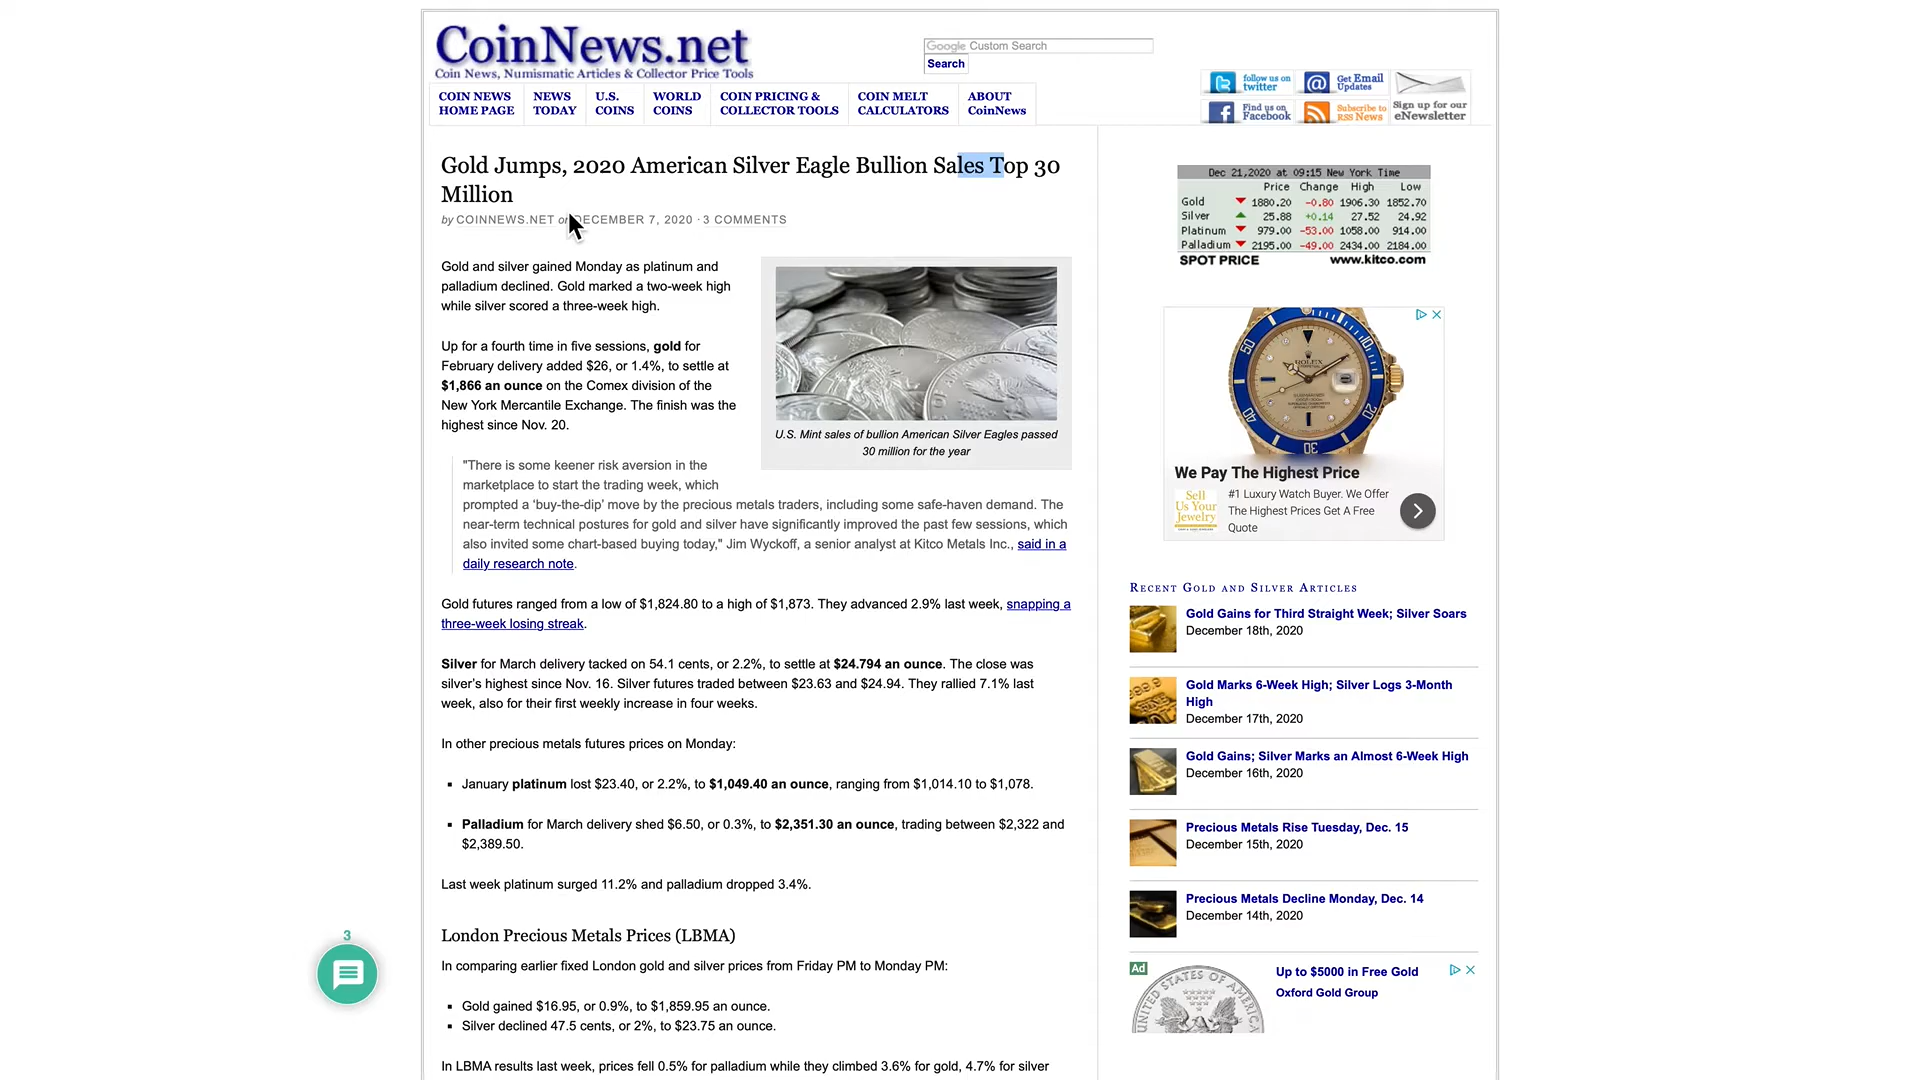 CoinNews.net
Coin News, Numismatic Articles & Collector Price Tools
Google Custom Search
Search
follow us on
twitter
Get Email
Updates
Find us on
Facebook
Subscribe to
RSS News
Sign up for our
eNewsletter
COIN NEWS
HOME PAGE
NEWS
TODAY
U.S.
COINS
WORLD
COINS
COIN PRICING &
COLLECTOR TOOLS
COIN MELT
CALCULATORS
ABOUT
CoinNews
Gold Jumps, 2020 American Silver Eagle Bullion Sales Top 30
Million
by COINNEWS.NET on DECEMBER 7, 2020 · 3 COMMENTS
Gold and silver gained Monday as platinum and
palladium declined. Gold marked a two-week high
while silver scored a three-week high.
Up for a fourth time in five sessions, gold for
February delivery added $26, or 1.4%, to settle at
$1,866 an ounce on the Comex division of the
New York Mercantile Exchange. The finish was the
highest since Nov. 20.
U.S. Mint sales of bullion American Silver Eagles passed
30 million for the year
"There is some keener risk aversion in the
marketplace to start the trading week, which
prompted a 'buy-the-dip' move by the precious metals traders, including some safe-haven demand. The
near-term technical postures for gold and silver have significantly improved the past few sessions, which
also invited some chart-based buying today," Jim Wyckoff, a senior analyst at Kitco Metals Inc., said in a
daily research note.
Gold futures ranged from a low of $1,824.80 to a high of $1,873. They advanced 2.9% last week, snapping a
three-week losing streak.
Silver for March delivery tacked on 54.1 cents, or 2.2%, to settle at $24.794 an ounce. The close was
silver's highest since Nov. 16. Silver futures traded between $23.63 and $24.94. They rallied 7.1% last
week, also for their first weekly increase in four weeks.
In other precious metals futures prices on Monday:
▪ January platinum lost $23.40, or 2.2%, to $1,049.40 an ounce, ranging from $1,014.10 to $1,078.
▪ Palladium for March delivery shed $6.50, or 0.3%, to $2,351.30 an ounce, trading between $2,322 and
$2,389.50.
Last week platinum surged 11.2% and palladium dropped 3.4%.
London Precious Metals Prices (LBMA)
In comparing earlier fixed London gold and silver prices from Friday PM to Monday PM:
▪ Gold gained $16.95, or 0.9%, to $1,859.95 an ounce.
▪ Silver declined 47.5 cents, or 2%, to $23.75 an ounce.
In LBMA results last week, prices fell 0.5% for palladium while they climbed 3.6% for gold, 4.7% for silver
3
Dec 21,2020 at 09:15 New York Time
Price Change High Low
Gold 1880.20 -0.80 1906.30 1852.70
Silver 25.88 +0.14 27.52 24.92
Platinum 979.00 -53.00 1058.00 914.00
Palladium 2195.00 -49.00 2434.00 2184.00
SPOT PRICE www.kitco.com
ROLEX
50
20
30
We Pay The Highest Price
Sell
Us Your
Jewelry
#1 Luxury Watch Buyer. We Offer
The Highest Prices Get A Free
Quote
Recent Gold and Silver Articles
Gold Gains for Third Straight Week; Silver Soars
December 18th, 2020
Gold Marks 6-Week High; Silver Logs 3-Month
High
December 17th, 2020
Gold Gains; Silver Marks an Almost 6-Week High
December 16th, 2020
Precious Metals Rise Tuesday, Dec. 15
December 15th, 2020
Precious Metals Decline Monday, Dec. 14
December 14th, 2020
Ad
UNITED STATES OF AMERICA
Up to $5000 in Free Gold
Oxford Gold Group